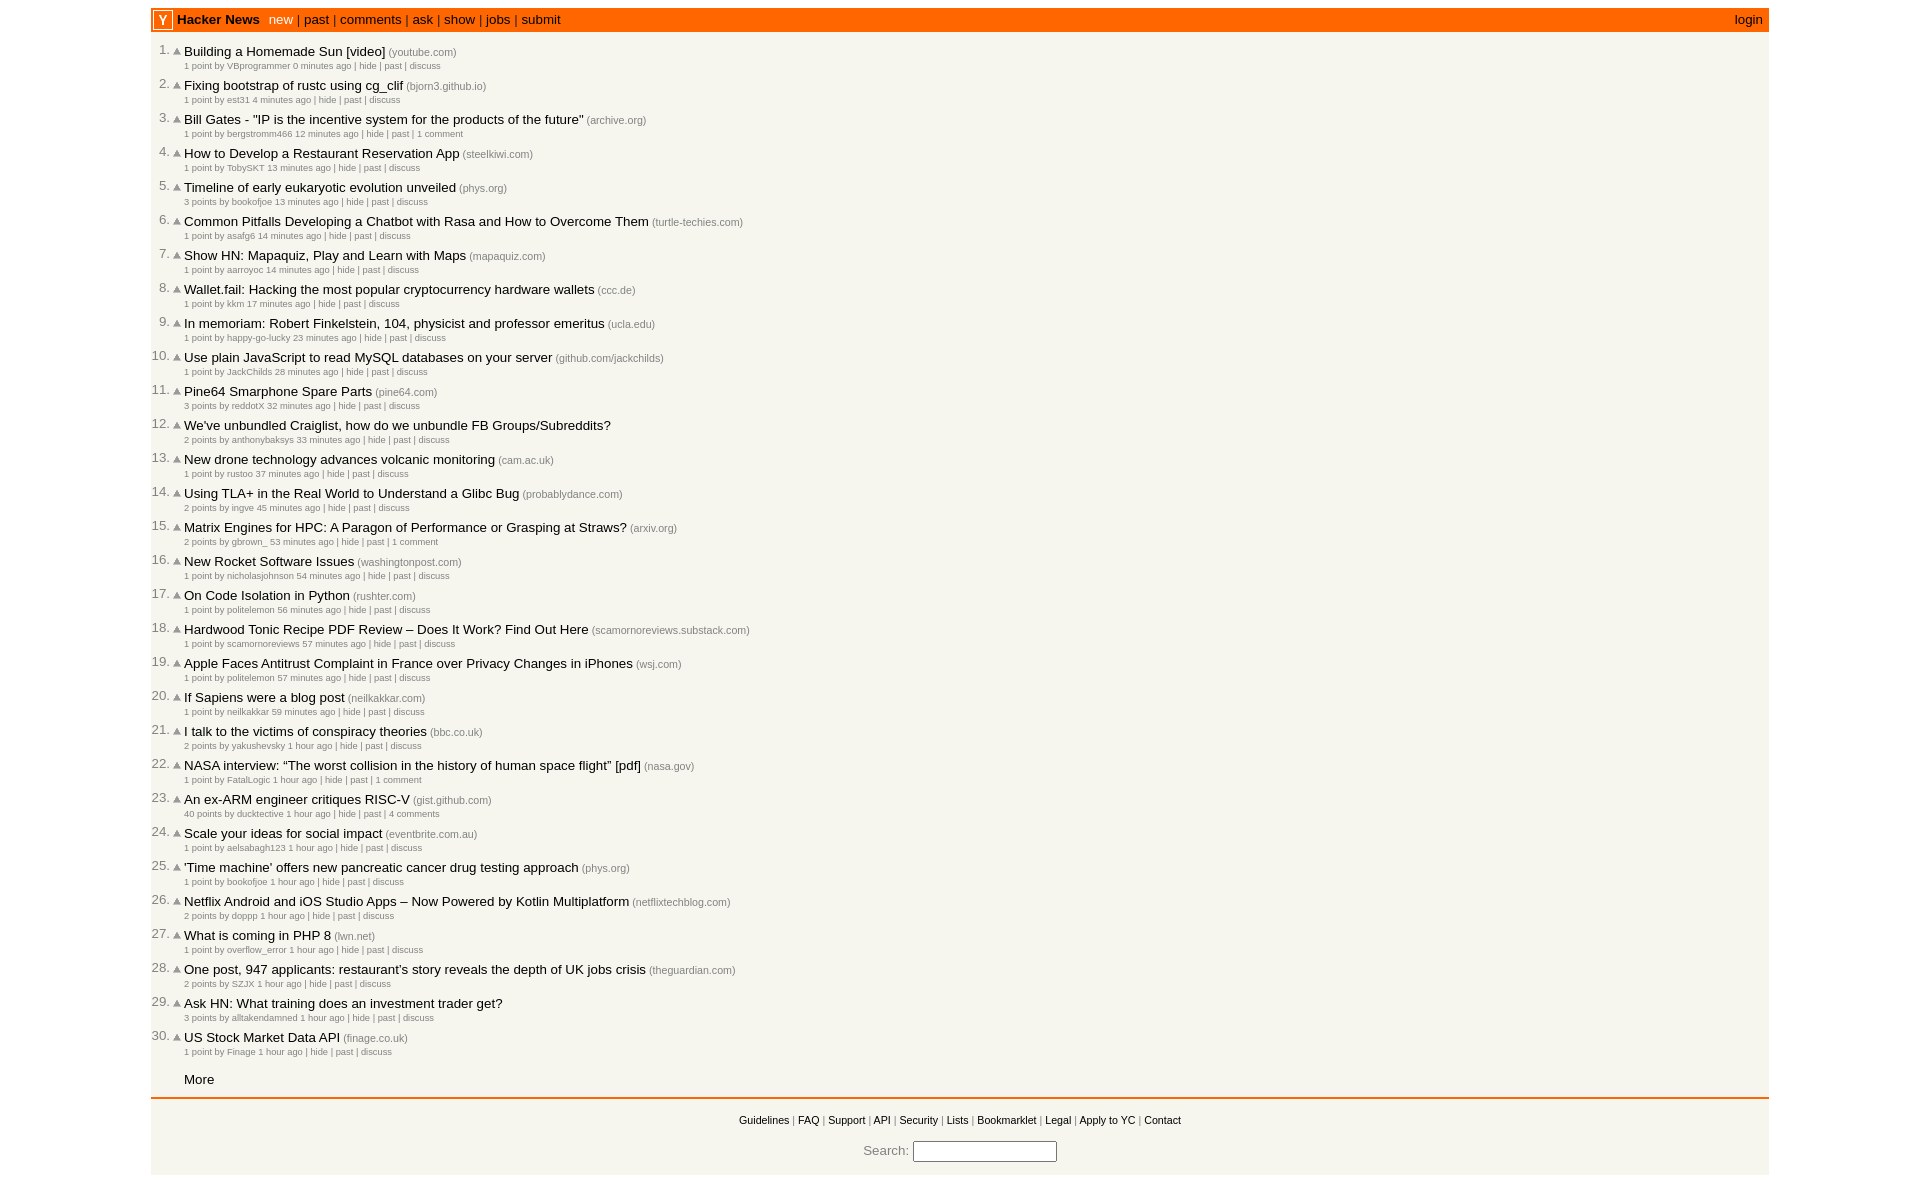 Y Hacker News new | past | comments | ask | show | jobs | submit login
1. Building a Homemade Sun [video] (youtube.com)
1 point by VBprogrammer 0 minutes ago | hide | past | discuss
2. Fixing bootstrap of rustc using cg_clif (bjorn3.github.io)
1 point by est31 4 minutes ago | hide | past | discuss
3. Bill Gates - "IP is the incentive system for the products of the future" (archive.org)
1 point by bergstromm466 12 minutes ago | hide | past | 1 comment
4. How to Develop a Restaurant Reservation App (steelkiwi.com)
1 point by TobySKT 13 minutes ago | hide | past | discuss
5. Timeline of early eukaryotic evolution unveiled (phys.org)
3 points by bookofjoe 13 minutes ago | hide | past | discuss
6. Common Pitfalls Developing a Chatbot with Rasa and How to Overcome Them (turtle-techies.com)
1 point by asafg6 14 minutes ago | hide | past | discuss
7. Show HN: Mapaquiz, Play and Learn with Maps (mapaquiz.com)
1 point by aarroyoc 14 minutes ago | hide | past | discuss
8. Wallet.fail: Hacking the most popular cryptocurrency hardware wallets (ccc.de)
1 point by kkm 17 minutes ago | hide | past | discuss
9. In memoriam: Robert Finkelstein, 104, physicist and professor emeritus (ucla.edu)
1 point by happy-go-lucky 23 minutes ago | hide | past | discuss
10. Use plain JavaScript to read MySQL databases on your server (github.com/jackchilds)
1 point by JackChilds 28 minutes ago | hide | past | discuss
11. Pine64 Smarphone Spare Parts (pine64.com)
3 points by reddotX 32 minutes ago | hide | past | discuss
12. We've unbundled Craiglist, how do we unbundle FB Groups/Subreddits?
2 points by anthonybaksys 33 minutes ago | hide | past | discuss
13. New drone technology advances volcanic monitoring (cam.ac.uk)
1 point by rustoo 37 minutes ago | hide | past | discuss
14. Using TLA+ in the Real World to Understand a Glibc Bug (probablydance.com)
2 points by ingve 45 minutes ago | hide | past | discuss
15. Matrix Engines for HPC: A Paragon of Performance or Grasping at Straws? (arxiv.org)
2 points by gbrown_ 53 minutes ago | hide | past | 1 comment
16. New Rocket Software Issues (washingtonpost.com)
1 point by nicholasjohnson 54 minutes ago | hide | past | discuss
17. On Code Isolation in Python (rushter.com)
1 point by politelemon 56 minutes ago | hide | past | discuss
18. Hardwood Tonic Recipe PDF Review – Does It Work? Find Out Here (scamornoreviews.substack.com)
1 point by scamornoreviews 57 minutes ago | hide | past | discuss
19. Apple Faces Antitrust Complaint in France over Privacy Changes in iPhones (wsj.com)
1 point by politelemon 57 minutes ago | hide | past | discuss
20. If Sapiens were a blog post (neilkakkar.com)
1 point by neilkakkar 59 minutes ago | hide | past | discuss
21. I talk to the victims of conspiracy theories (bbc.co.uk)
2 points by yakushevsky 1 hour ago | hide | past | discuss
22. NASA interview: “The worst collision in the history of human space flight” [pdf] (nasa.gov)
1 point by FatalLogic 1 hour ago | hide | past | 1 comment
23. An ex-ARM engineer critiques RISC-V (gist.github.com)
40 points by ducktective 1 hour ago | hide | past | 4 comments
24. Scale your ideas for social impact (eventbrite.com.au)
1 point by aelsabagh123 1 hour ago | hide | past | discuss
25. 'Time machine' offers new pancreatic cancer drug testing approach (phys.org)
1 point by bookofjoe 1 hour ago | hide | past | discuss
26. Netflix Android and iOS Studio Apps – Now Powered by Kotlin Multiplatform (netflixtechblog.com)
2 points by doppp 1 hour ago | hide | past | discuss
27. What is coming in PHP 8 (lwn.net)
1 point by overflow_error 1 hour ago | hide | past | discuss
28. One post, 947 applicants: restaurant's story reveals the depth of UK jobs crisis (theguardian.com)
2 points by SZJX 1 hour ago | hide | past | discuss
29. Ask HN: What training does an investment trader get?
3 points by alltakendamned 1 hour ago | hide | past | discuss
30. US Stock Market Data API (finage.co.uk)
1 point by Finage 1 hour ago | hide | past | discuss
More
Guidelines | FAQ | Support | API | Security | Lists | Bookmarklet | Legal | Apply to YC | Contact
Search: